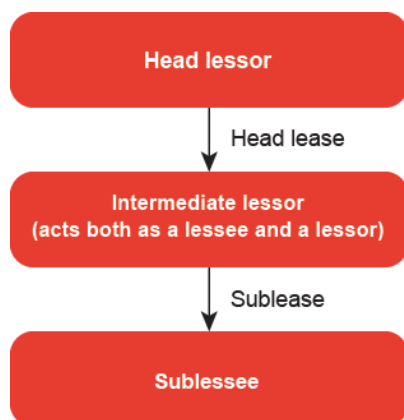 Head lessor
Head lease
Intermediate lessor
(acts both as a lessee and a lessor)
Sublease
Sublessee